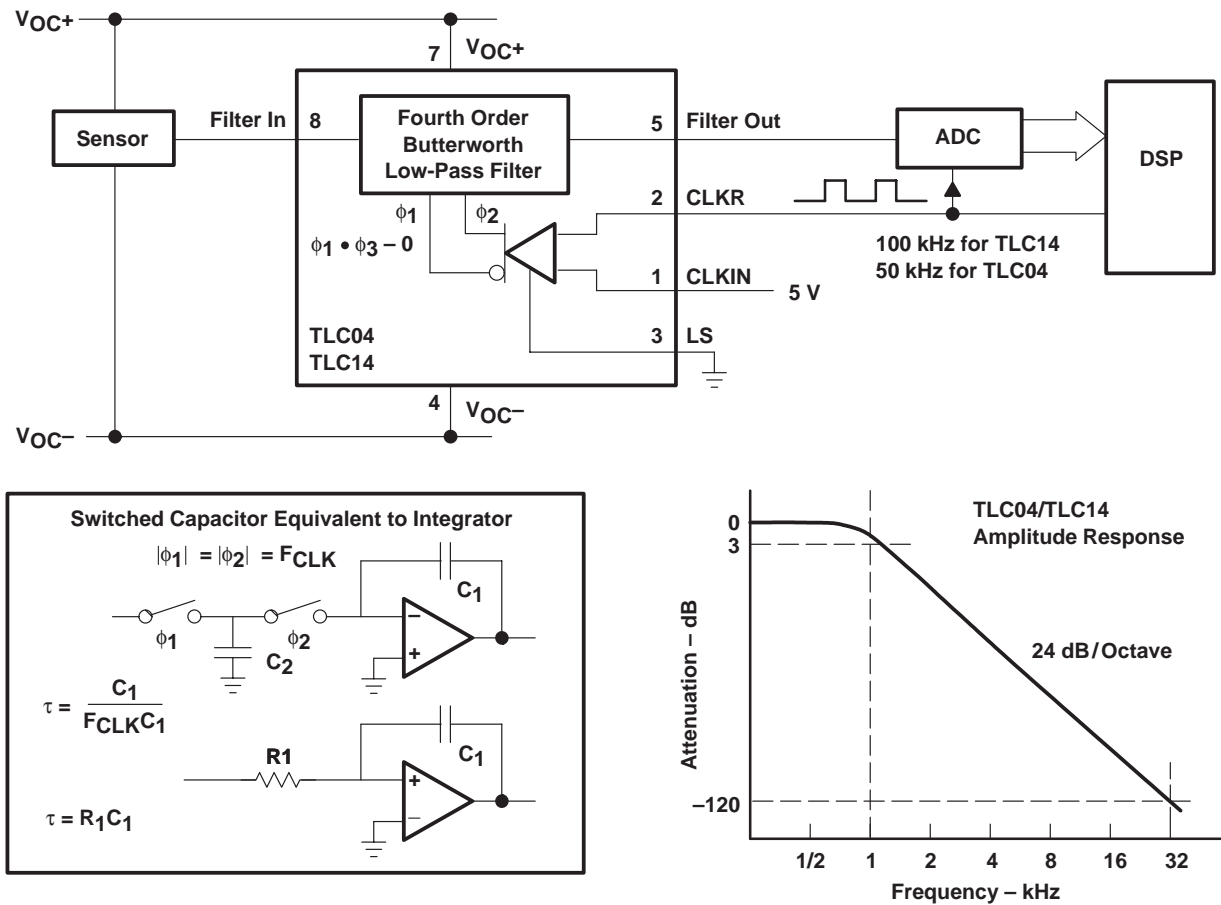 VOC+
7 VOC+
Sensor
Filter In 8
Fourth Order
Butterworth
Low-Pass Filter
5 Filter Out
ADC
DSP
ϕ1 ϕ2
ϕ1 • ϕ3 – 0
2 CLKR
100 kHz for TLC14
50 kHz for TLC04
1 CLKIN
5 V
3 LS
TLC04
TLC14
4 VOC–
VOC–
Switched Capacitor Equivalent to Integrator
|ϕ1| = |ϕ2| = FCLK
C1
ϕ1
ϕ2
C2
–
+
τ = C1 / FCLKC1
R1
C1
+
–
τ = R1C1
TLC04/TLC14
Amplitude Response
0
3
24 dB/Octave
Attenuation – dB
–120
1/2 1 2 4 8 16 32
Frequency – kHz